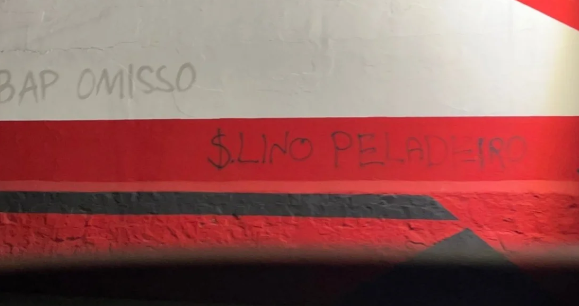 BAP OMISSO
$.LINO PELADEIRO